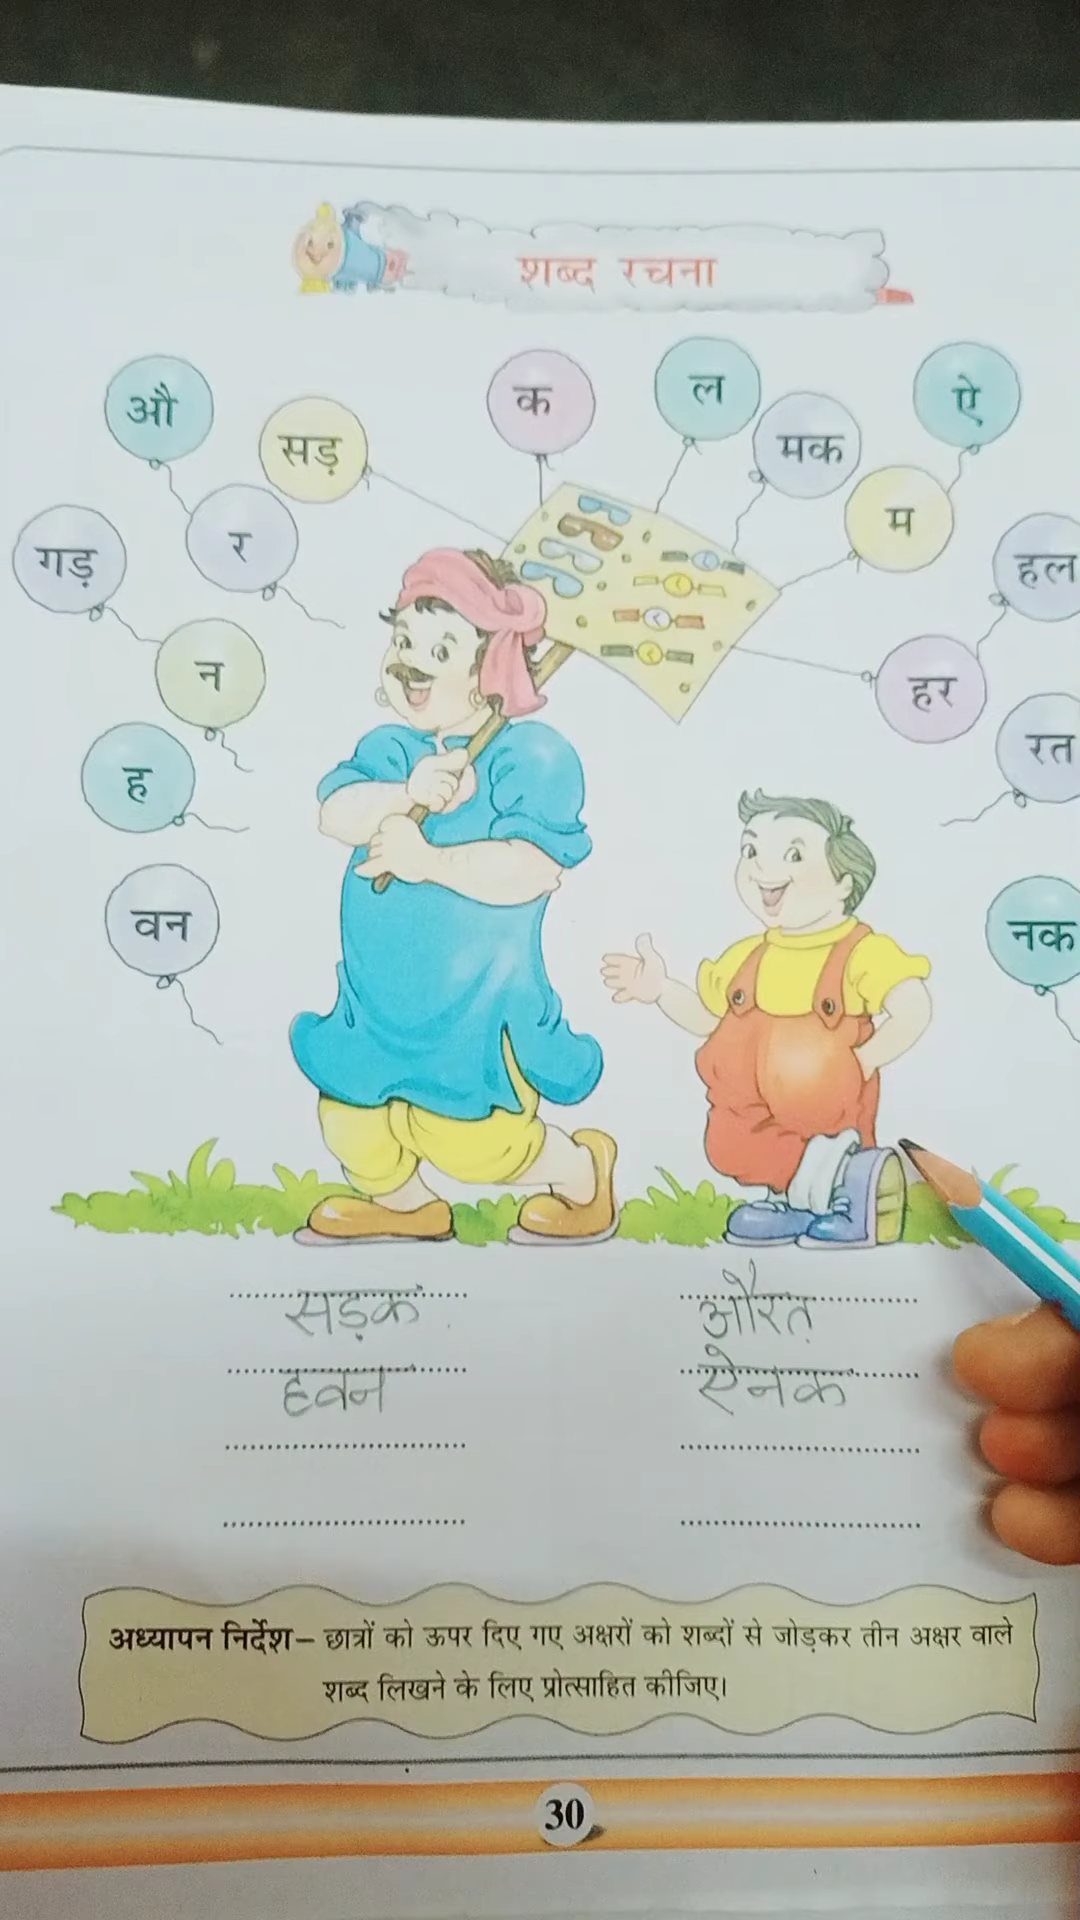 शब्द रचना
औ
सड़
क
ल
मक
ऐ
गड़
र
म
हल
न
हर
ह
रत
वन
नक
सड़क औरत
हवन ऐनक
अध्यापन निर्देश– छात्रों को ऊपर दिए गए अक्षरों को शब्दों से जोड़कर तीन अक्षर वाले
शब्द लिखने के लिए प्रोत्साहित कीजिए।
30